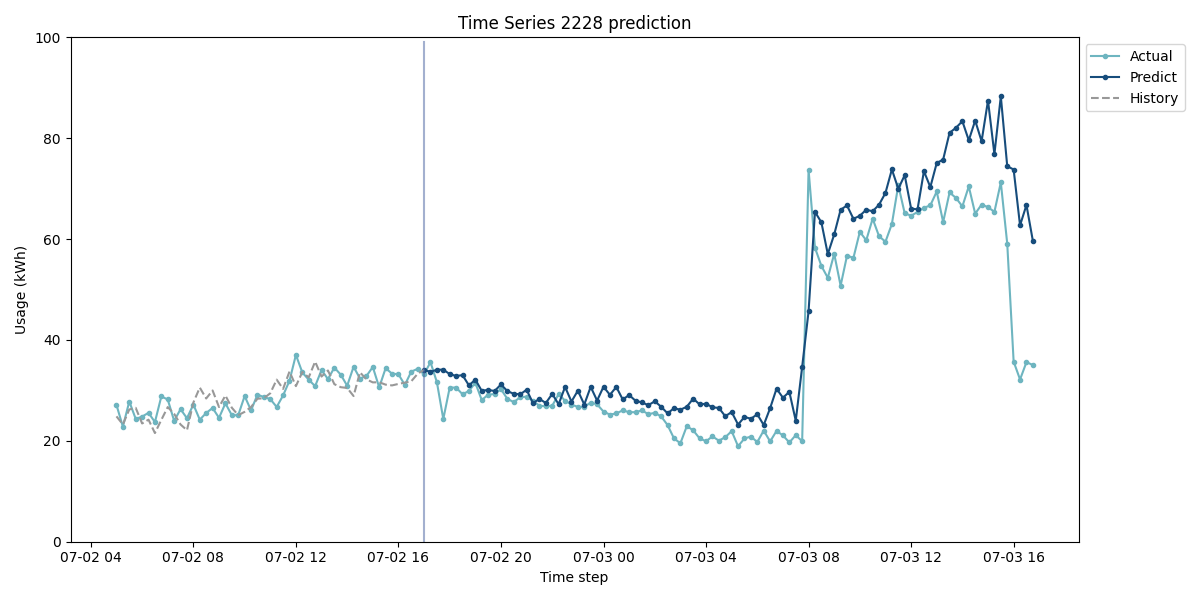 Time Series 2228 prediction
Usage (kWh)
100
80
60
40
20
0
07-02 04
07-02 08
07-02 12
07-02 16
07-02 20
07-03 00
07-03 04
07-03 08
07-03 12
07-03 16
Time step
Actual
Predict
History